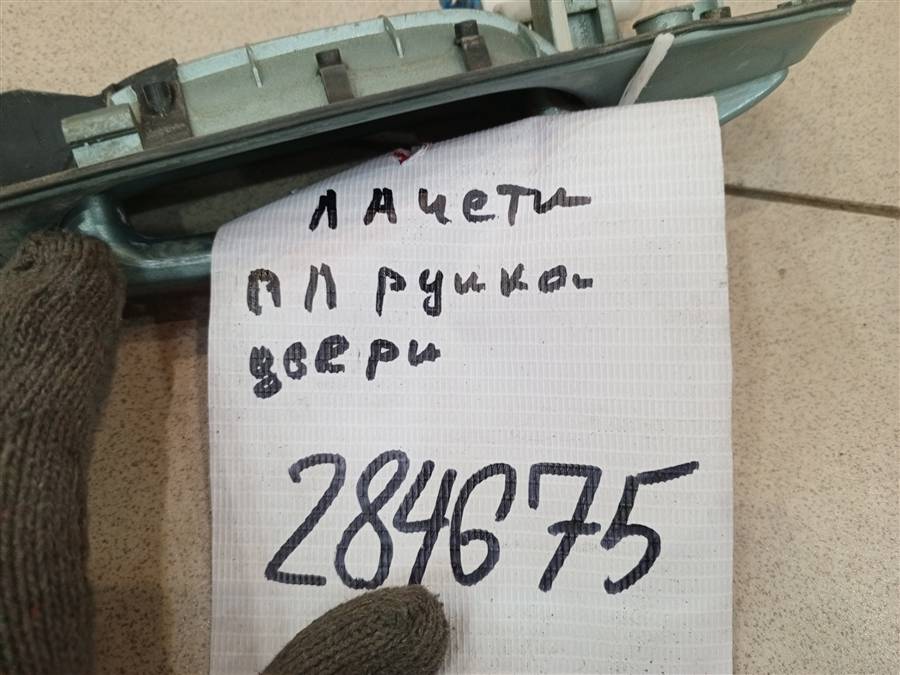 лачети
пл ручка
двери
284675